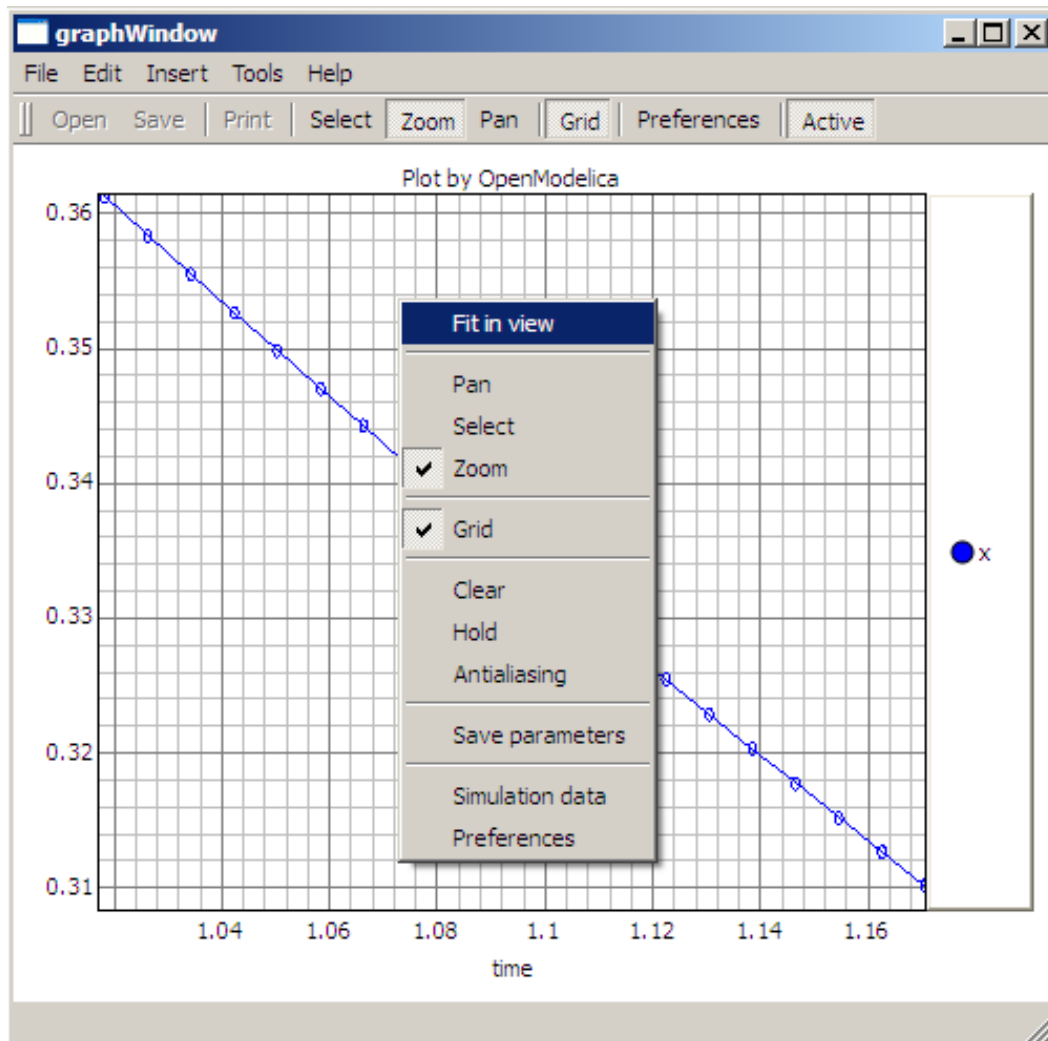 graphWindow
File Edit Insert Tools Help
Open Save Print Select Zoom Pan Grid Preferences Active
Plot by OpenModelica
0.36
0.35
0.34
0.33
0.32
0.31
Fit in view
Pan
Select
Zoom
Grid
Clear
Hold
Antialiasing
Save parameters
Simulation data
Preferences
x
1.04 1.06 1.08 1.1 1.12 1.14 1.16
time